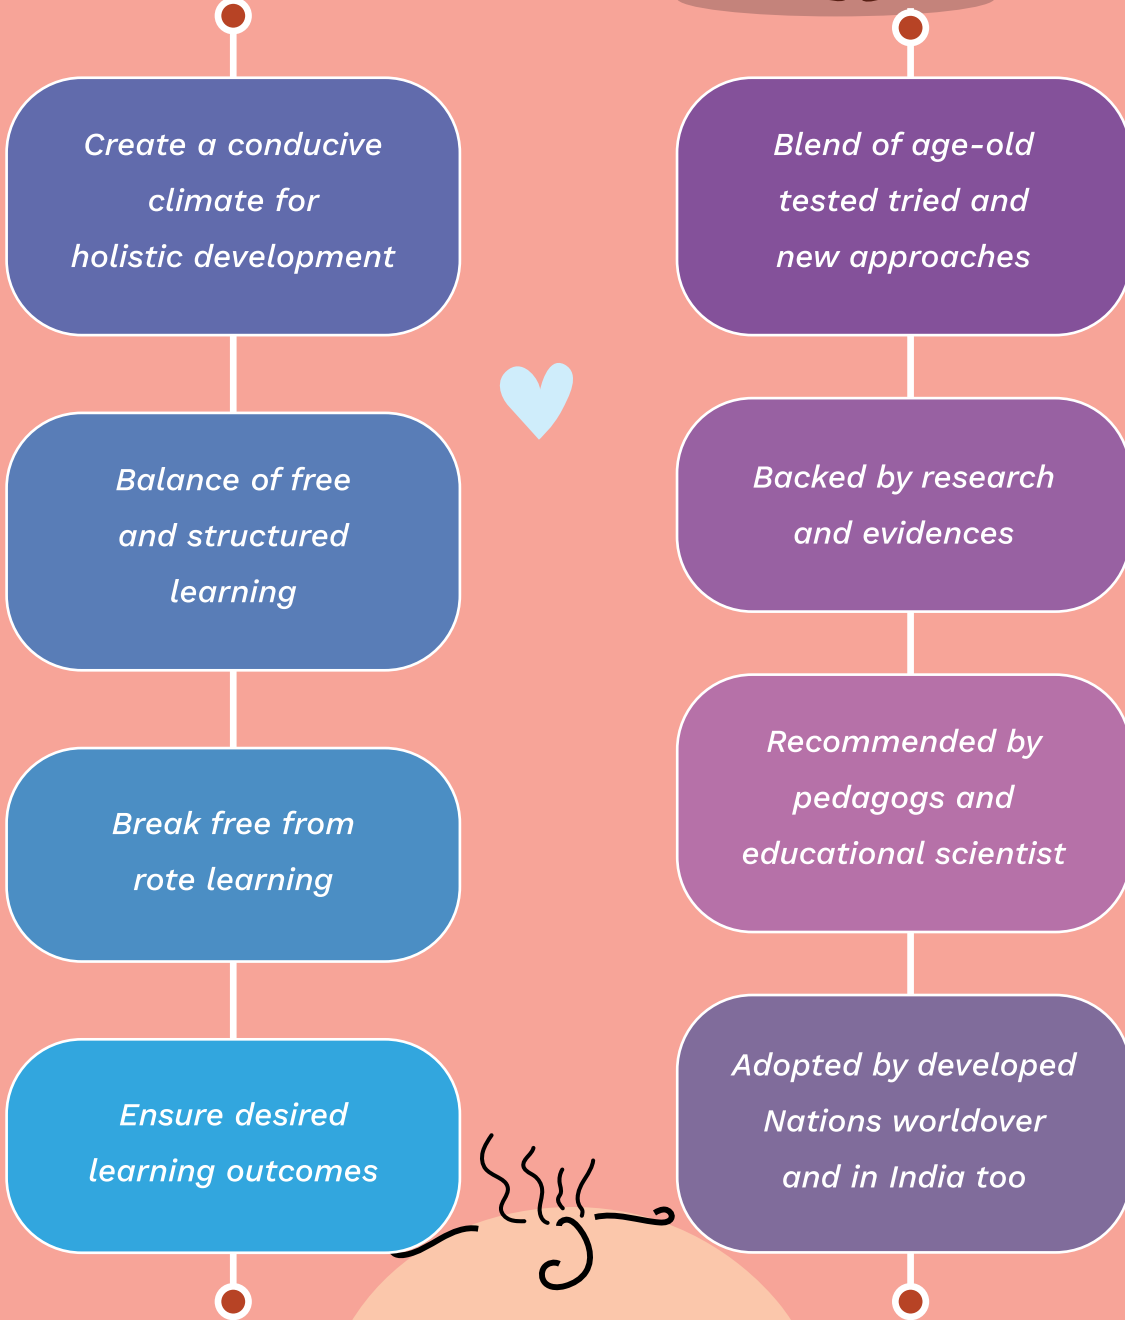 Create a conducive
climate for
holistic development
Balance of free
and structured
learning
Break free from
rote learning
Ensure desired
learning outcomes
Blend of age-old
tested tried and
new approaches
Backed by research
and evidences
Recommended by
pedagogs and
educational scientist
Adopted by developed
Nations worldover
and in India too